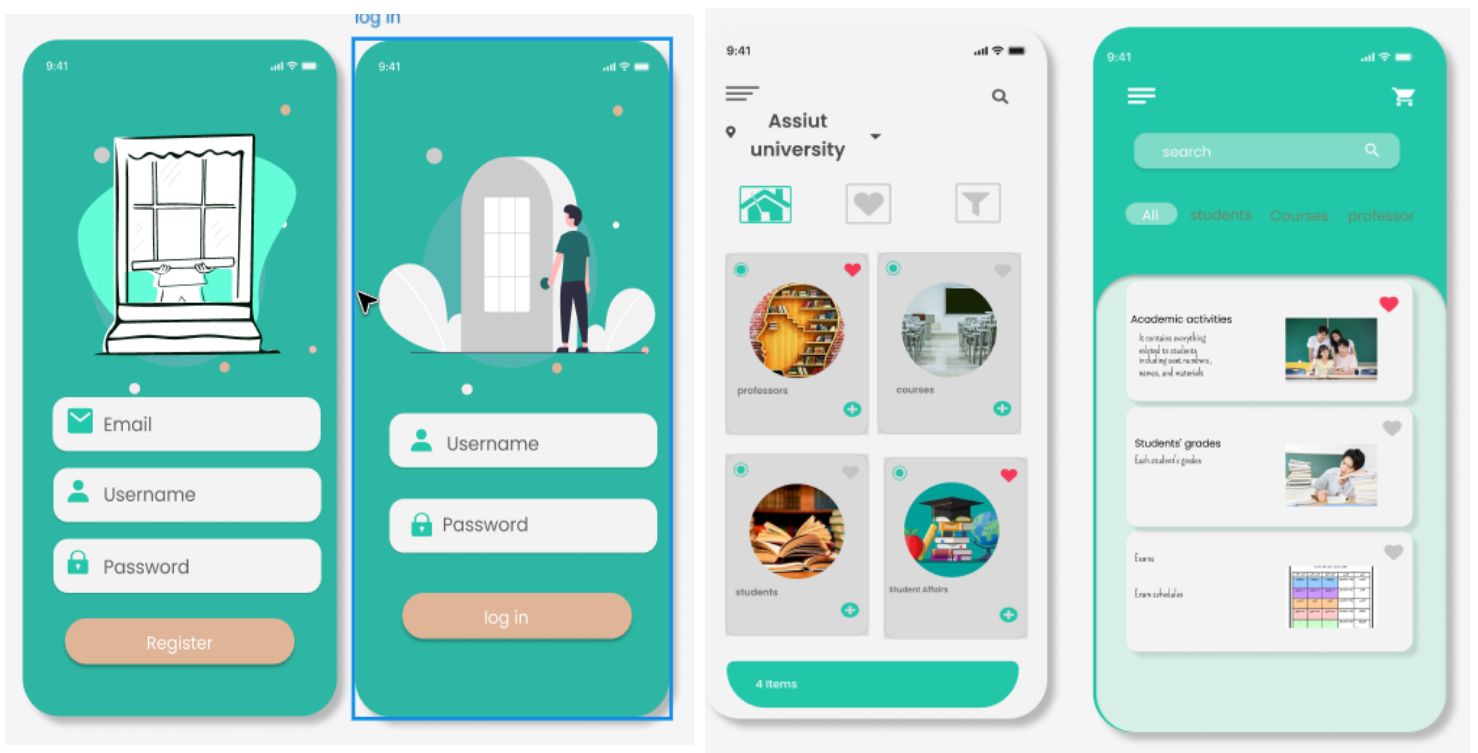 log in
9:41
Email
Username
Password
Register
9:41
Username
Password
log in
9:41
Assiut
university
professors
courses
students
Student Affairs
4 Items
9:41
search
All students Courses professor
Academic activities
It contains everything
related to students
including seat numbers,
names, and materials
Students' grades
Each student's grades
Exams
Exam schedules